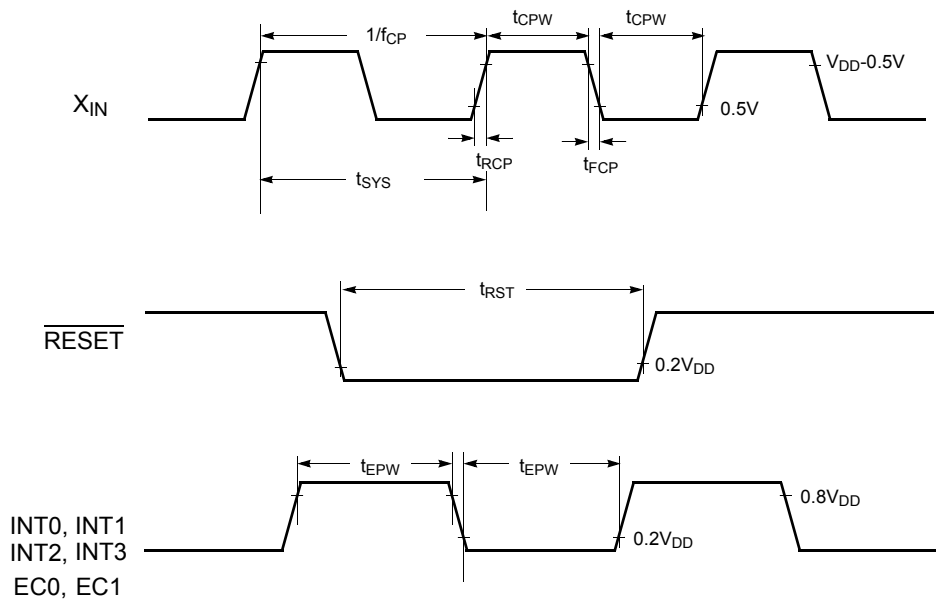 1/fCP
tCPW
tCPW
VDD-0.5V
XIN
0.5V
tRCP
tFCP
tSYS
tRST
RESET
0.2VDD
tEPW
tEPW
0.8VDD
INT0, INT1
0.2VDD
INT2, INT3
EC0, EC1